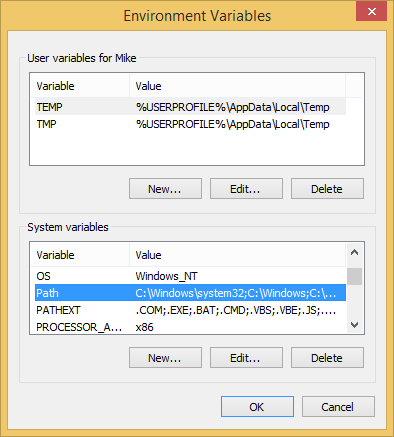 Environment Variables
User variables for Mike
Variable Value
TEMP %USERPROFILE%\AppData\Local\Temp
TMP %USERPROFILE%\AppData\Local\Temp
New... Edit... Delete
System variables
Variable Value
OS Windows_NT
Path C:\Windows\system32;C:\Windows;C:\...
PATHEXT .COM;.EXE;.BAT;.CMD;.VBS;.VBE;.JS;....
PROCESSOR_A... x86
New... Edit... Delete
OK Cancel